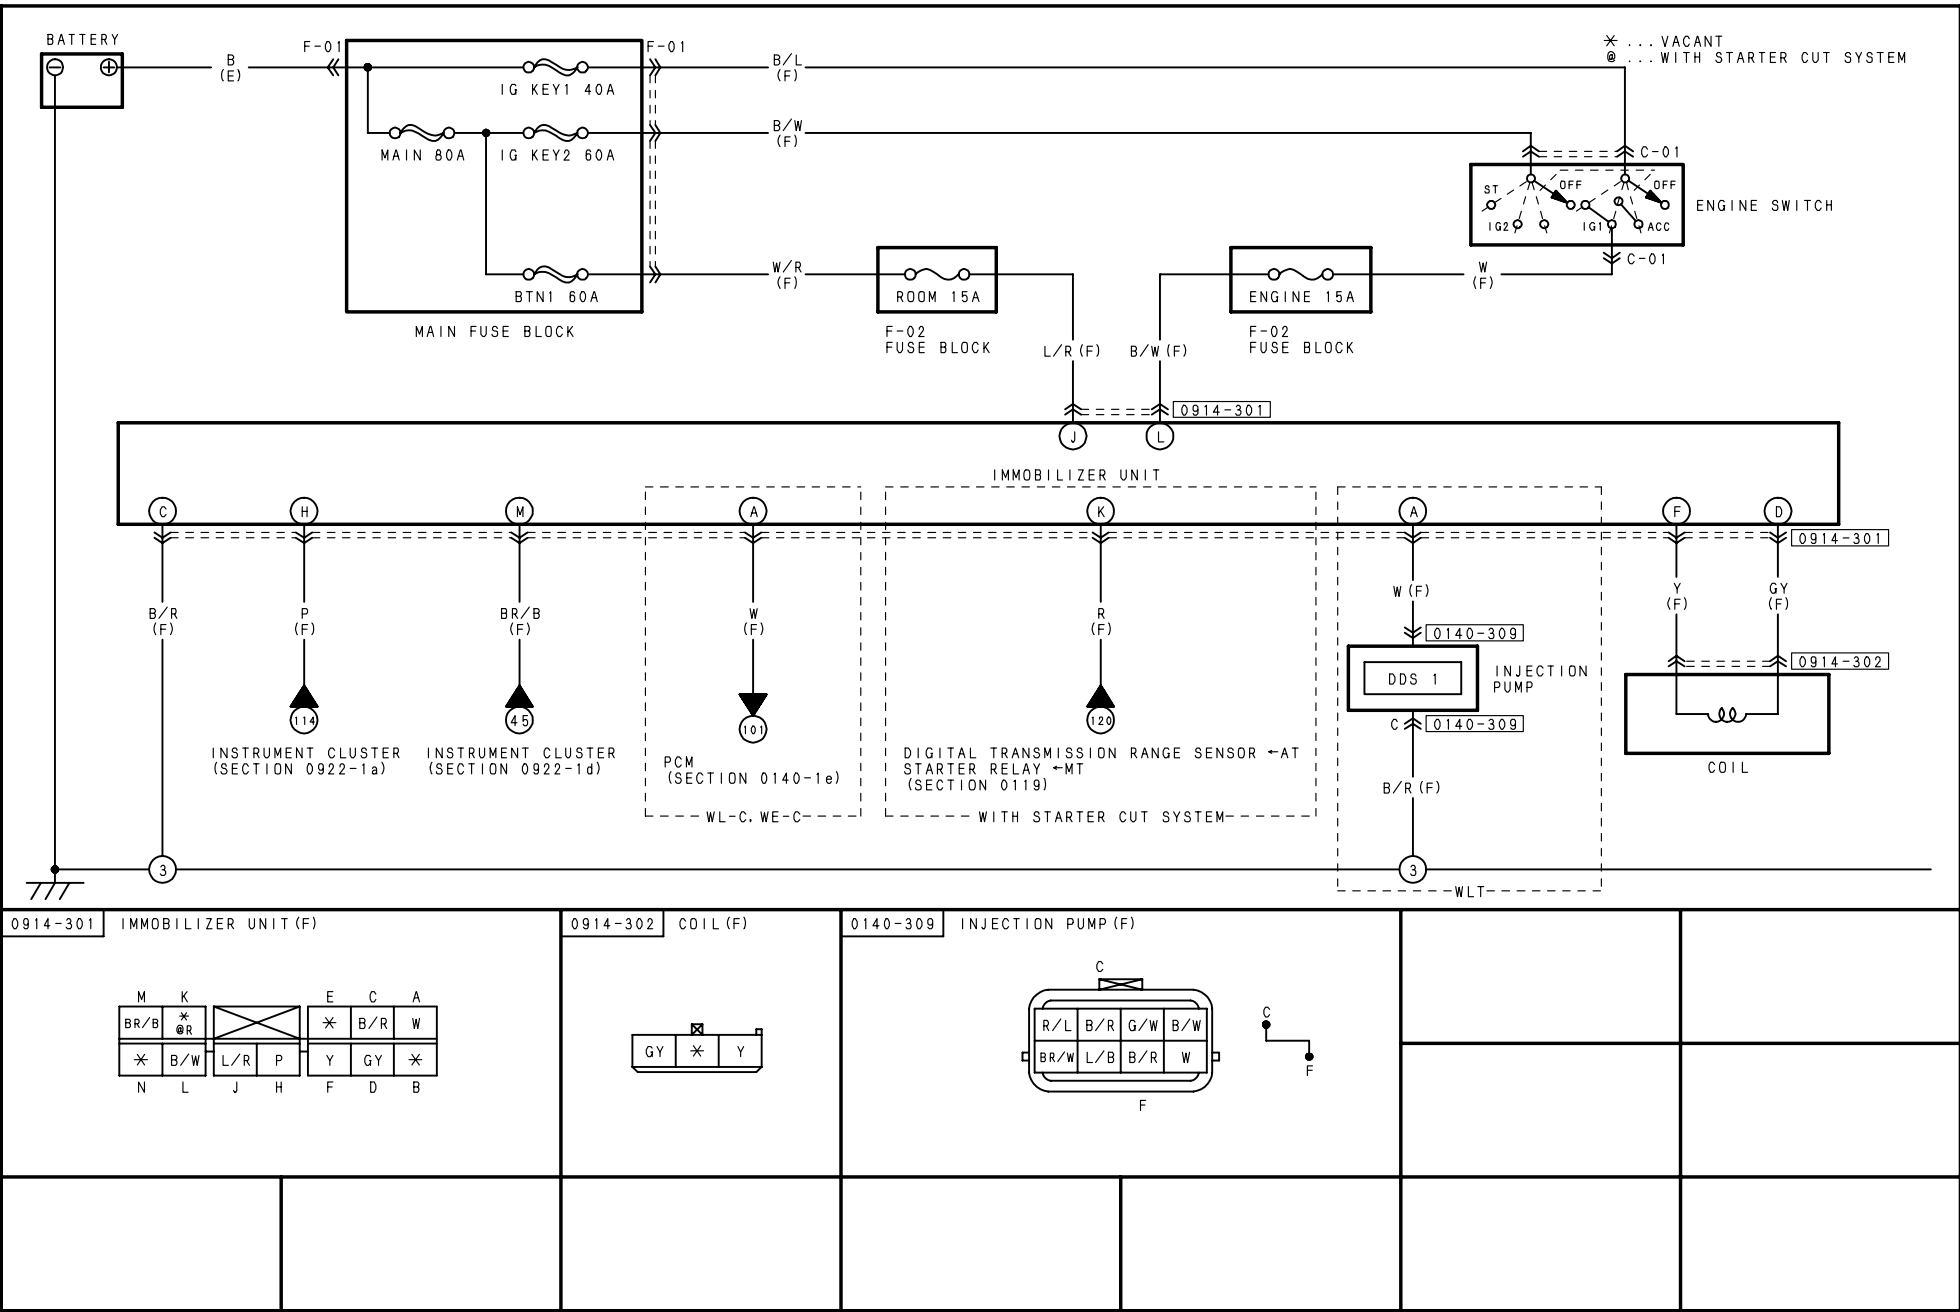 BATTERY
B
(E)
F-01
F-01
IG KEY1 40A
MAIN 80A
IG KEY2 60A
BTN1 60A
MAIN FUSE BLOCK
B/L
(F)
B/W
(F)
W/R
(F)
* ... VACANT
@ ... WITH STARTER CUT SYSTEM
C-01
ST
OFF
OFF
IG2
IG1
ACC
ENGINE SWITCH
C-01
ROOM 15A
F-02
FUSE BLOCK
ENGINE 15A
F-02
FUSE BLOCK
W
(F)
L/R (F)
B/W (F)
0914-301
J
L
IMMOBILIZER UNIT
C
H
M
A
K
A
F
D
0914-301
B/R
(F)
P
(F)
BR/B
(F)
W
(F)
R
(F)
W (F)
Y
(F)
GY
(F)
0140-309
0914-302
DDS 1
INJECTION
PUMP
C
0140-309
COIL
114
45
101
120
INSTRUMENT CLUSTER
(SECTION 0922-1a)
INSTRUMENT CLUSTER
(SECTION 0922-1d)
PCM
(SECTION 0140-1e)
DIGITAL TRANSMISSION RANGE SENSOR ←AT
STARTER RELAY ←MT
(SECTION 0119)
B/R (F)
WL-C, WE-C
WITH STARTER CUT SYSTEM
3
3
WLT
0914-301
IMMOBILIZER UNIT (F)
M K E C A
BR/B * @R * B/R W
* B/W L/R P Y GY *
N L J H F D B
0914-302
COIL (F)
GY * Y
0140-309
INJECTION PUMP (F)
C
R/L B/R G/W B/W
BR/W L/B B/R W
F
C
F